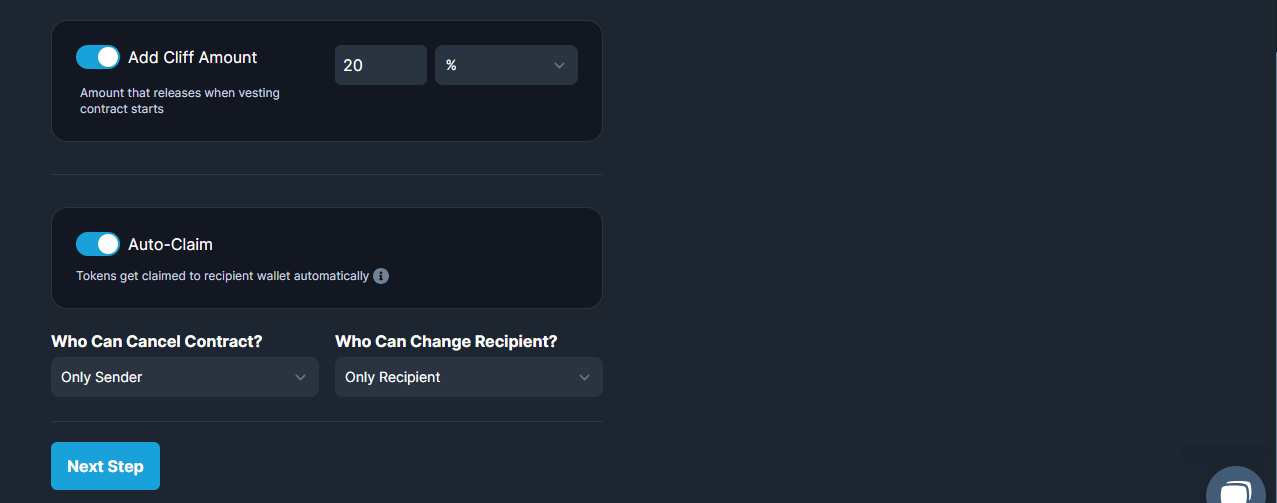 Add Cliff Amount
20
%
Amount that releases when vesting
contract starts
Auto-Claim
Tokens get claimed to recipient wallet automatically i
Who Can Cancel Contract?
Who Can Change Recipient?
Only Sender
Only Recipient
Next Step